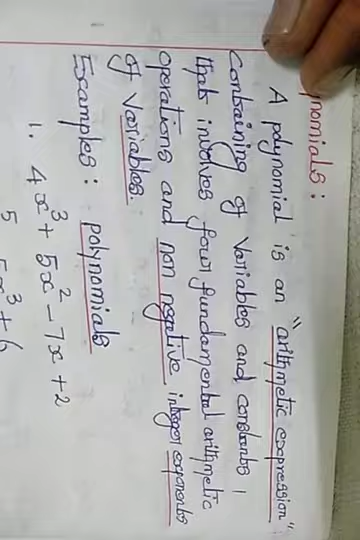 nomials:
A polynomial is an "arithmetic expression"
Containing of variables and, constants,
that involves four fundamental arithmetic
operations and non negative integer exponents
of variables.
Examples: polynomials
1. 4x³ + 5x² - 7x + 2